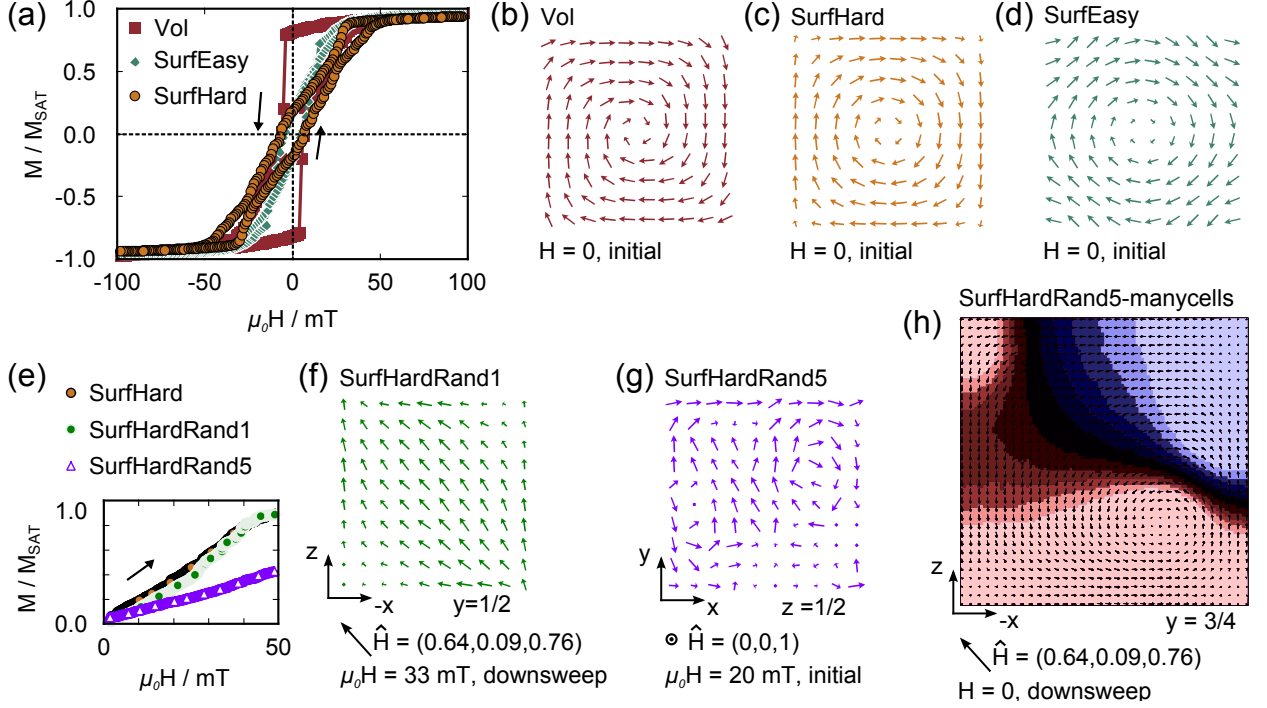 (a)
M / M_SAT
1.0
0.5
0.0
-0.5
-1.0
Vol
SurfEasy
SurfHard
-100
-50
0
50
100
μ₀H / mT
(b)
Vol
H = 0, initial
(c)
SurfHard
H = 0, initial
(d)
SurfEasy
H = 0, initial
(e)
SurfHard
SurfHardRand1
SurfHardRand5
M / M_SAT
1.0
0.0
0
50
μ₀H / mT
(f)
SurfHardRand1
z
-x
y=1/2
Ĥ = (0.64,0.09,0.76)
μ₀H = 33 mT, downsweep
(g)
SurfHardRand5
y
x
z =1/2
Ĥ = (0,0,1)
μ₀H = 20 mT, initial
(h)
SurfHardRand5-manycells
z
-x
y = 3/4
Ĥ = (0.64,0.09,0.76)
H = 0, downsweep